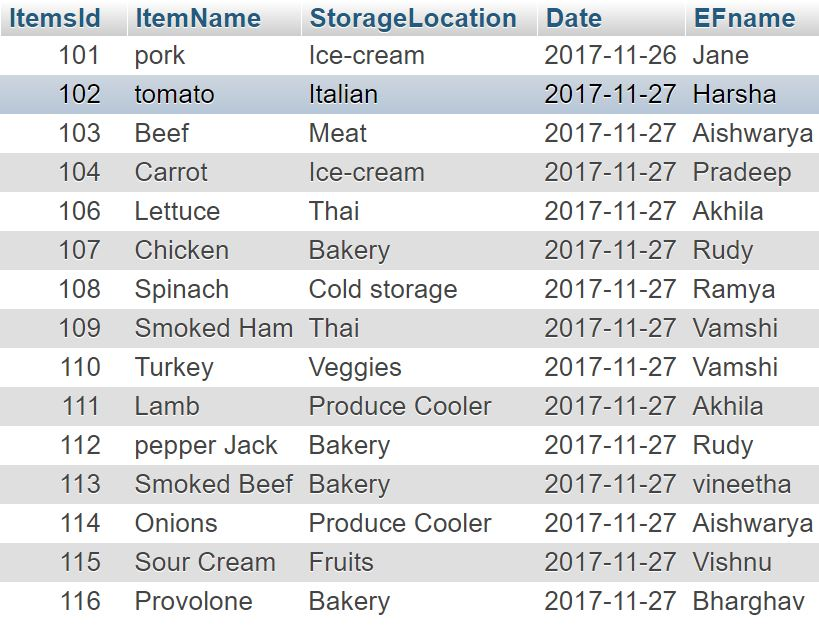 ItemsId ItemName StorageLocation Date EFname
101 pork Ice-cream 2017-11-26 Jane
102 tomato Italian 2017-11-27 Harsha
103 Beef Meat 2017-11-27 Aishwarya
104 Carrot Ice-cream 2017-11-27 Pradeep
106 Lettuce Thai 2017-11-27 Akhila
107 Chicken Bakery 2017-11-27 Rudy
108 Spinach Cold storage 2017-11-27 Ramya
109 Smoked Ham Thai 2017-11-27 Vamshi
110 Turkey Veggies 2017-11-27 Vamshi
111 Lamb Produce Cooler 2017-11-27 Akhila
112 pepper Jack Bakery 2017-11-27 Rudy
113 Smoked Beef Bakery 2017-11-27 vineetha
114 Onions Produce Cooler 2017-11-27 Aishwarya
115 Sour Cream Fruits 2017-11-27 Vishnu
116 Provolone Bakery 2017-11-27 Bharghav